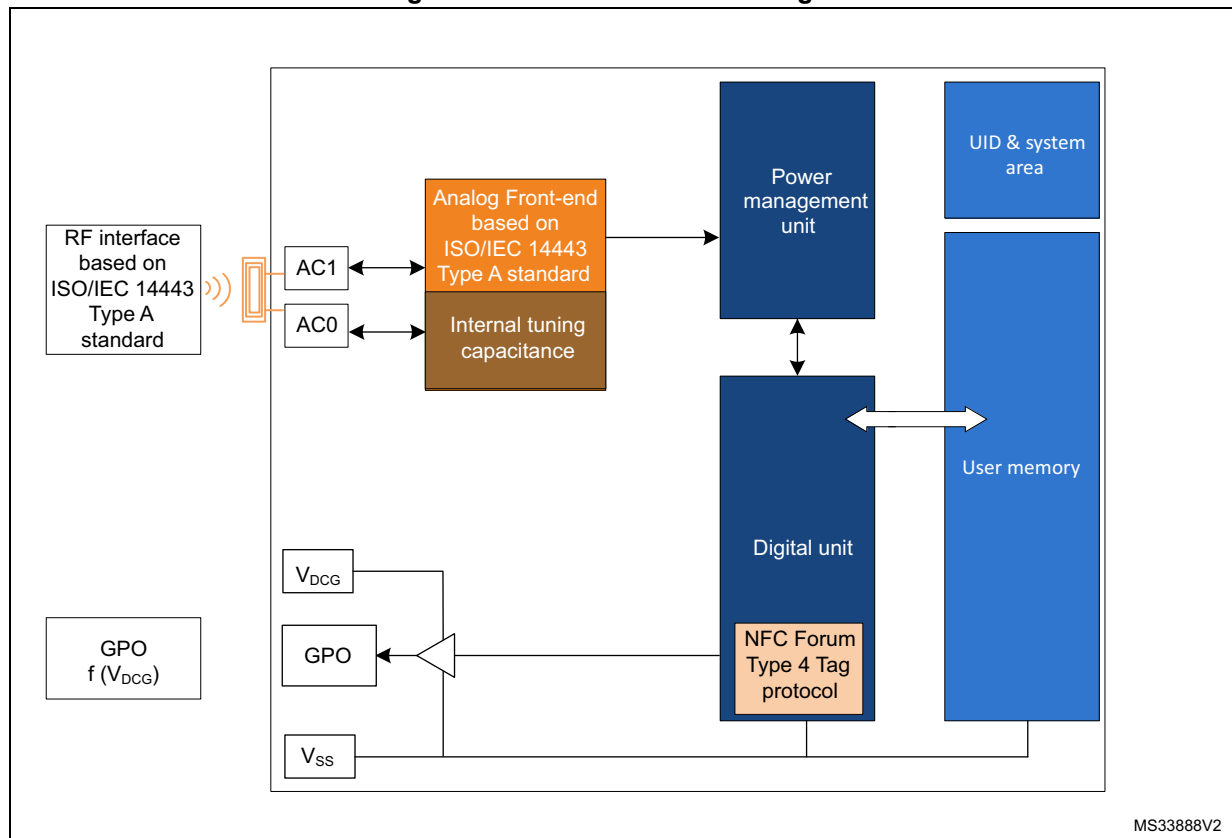 RF interface
based on
ISO/IEC 14443
Type A
standard
AC1
AC0
Analog Front-end
based on
ISO/IEC 14443
Type A standard
Internal tuning
capacitance
Power
management
unit
UID & system
area
User memory
Digital unit
NFC Forum
Type 4 Tag
protocol
VDCG
GPO
VSS
GPO
f (VDCG)
MS33888V2